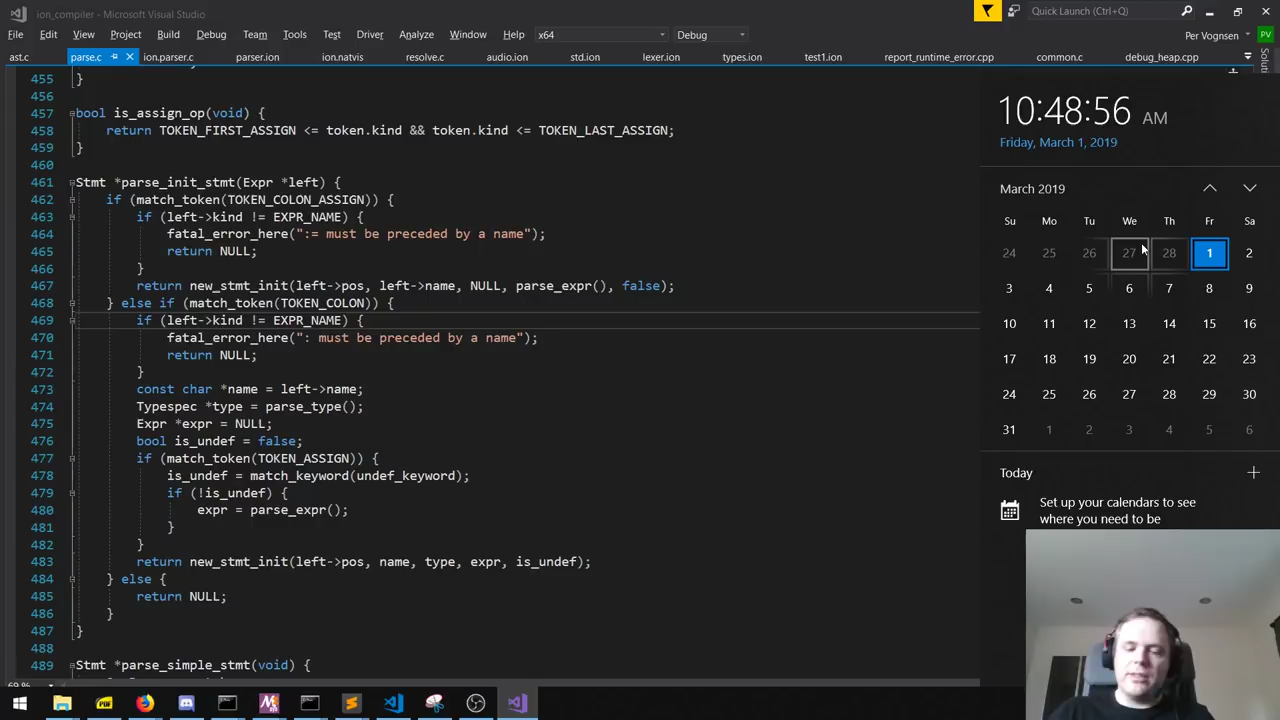 ion_compiler - Microsoft Visual Studio
Quick Launch (Ctrl+Q)
File Edit View Project Build Debug Team Tools Test Driver Analyze Window Help x64 Debug
Per Vognsen PV
ast.c parse.c ion.parser.c parser.ion ion.natvis resolve.c audio.ion std.ion lexer.ion types.ion test1.ion report_runtime_error.cpp common.c debug_heap.cpp
455 }
456
457 bool is_assign_op(void) {
458 return TOKEN_FIRST_ASSIGN <= token.kind && token.kind <= TOKEN_LAST_ASSIGN;
459 }
460
461 Stmt *parse_init_stmt(Expr *left) {
462 if (match_token(TOKEN_COLON_ASSIGN)) {
463 if (left->kind != EXPR_NAME) {
464 fatal_error_here(":= must be preceded by a name");
465 return NULL;
466 }
467 return new_stmt_init(left->pos, left->name, NULL, parse_expr(), false);
468 } else if (match_token(TOKEN_COLON)) {
469 if (left->kind != EXPR_NAME) {
470 fatal_error_here(": must be preceded by a name");
471 return NULL;
472 }
473 const char *name = left->name;
474 Typespec *type = parse_type();
475 Expr *expr = NULL;
476 bool is_undef = false;
477 if (match_token(TOKEN_ASSIGN)) {
478 is_undef = match_keyword(undef_keyword);
479 if (!is_undef) {
480 expr = parse_expr();
481 }
482 }
483 return new_stmt_init(left->pos, name, type, expr, is_undef);
484 } else {
485 return NULL;
486 }
487 }
488
489 Stmt *parse_simple_stmt(void) {
69 %
10:48:56 AM
Friday, March 1, 2019
March 2019
Su Mo Tu We Th Fr Sa
24 25 26 27 28 1 2
3 4 5 6 7 8 9
10 11 12 13 14 15 16
17 18 19 20 21 22 23
24 25 26 27 28 29 30
31 1 2 3 4 5 6
Today
Set up your calendars to see
where you need to be